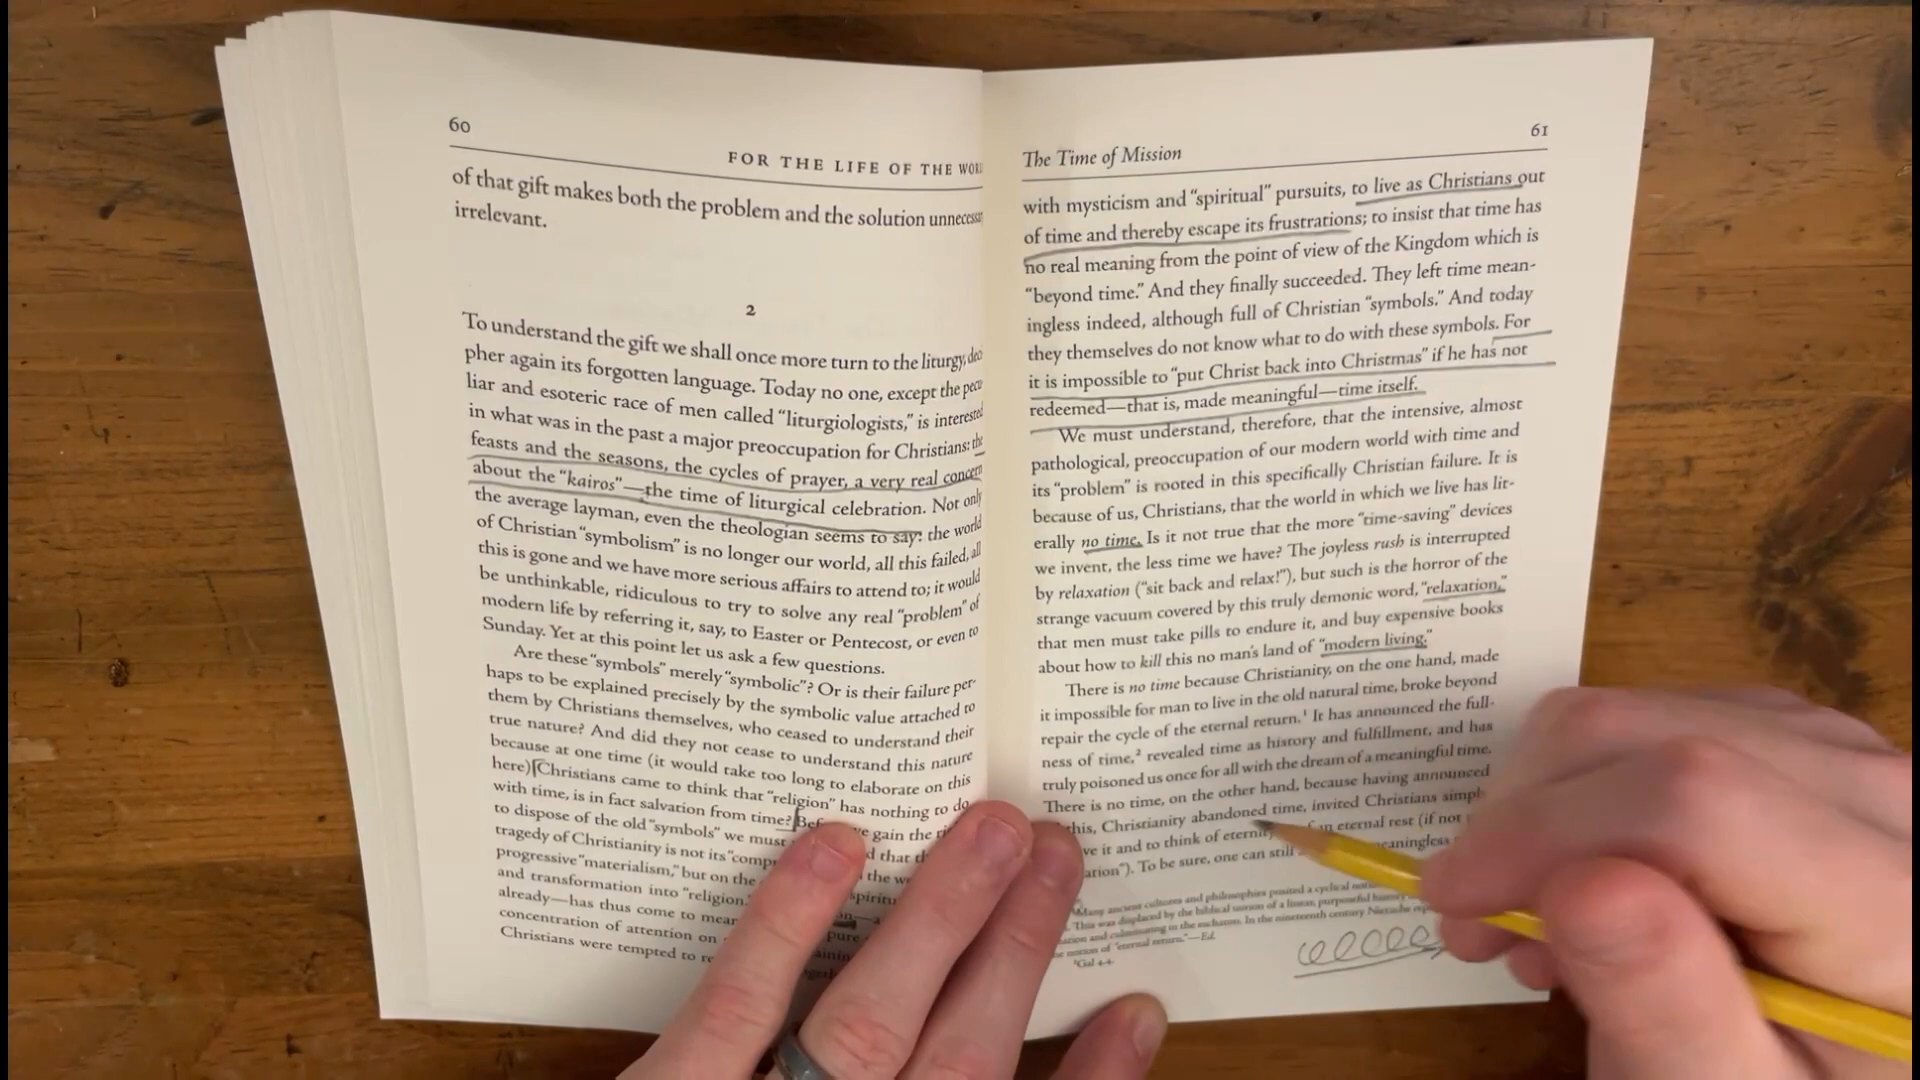 60
FOR THE LIFE OF THE
of that gift makes both the problem and the solution
irrelevant.
2
To understand the gift we shall once more turn to the liturgy,
pher again its forgotten language. Today no one, except the
liar and esoteric race of men called “liturgiologists,” is interested
in what was in the past a major preoccupation for Christians: the
feasts and the seasons, the cycles of prayer, a very real concern
about the “kairos”—the time of liturgical celebration. Not only
the average layman, even the theologian seems to say: the world
of Christian “symbolism” is no longer our world, all this failed, all
this is gone and we have more serious affairs to attend to; it would
be unthinkable, ridiculous to try to solve any real “problem” of
modern life by referring it, say, to Easter or Pentecost, or even to
Sunday. Yet at this point let us ask a few questions.
Are these “symbols” merely “symbolic”? Or is their failure per-
haps to be explained precisely by the symbolic value attached to
them by Christians themselves, who ceased to understand their
true nature? And did they not cease to understand this nature
because at one time (it would take too long to elaborate on this
here) Christians came to think that “religion” has nothing to do
with time, is in fact salvation from time? we gain the
to dispose of the old “symbols” we must that
tragedy of Christianity is not its the
progressive “materialism,” but on the
and transformation into “religion.”
already—has thus come to mean pure
concentration of attention on
Christians were tempted to
61
The Time of Mission
with mysticism and “spiritual” pursuits, to live as Christians out
of time and thereby escape its frustrations; to insist that time has
no real meaning from the point of view of the Kingdom which is
“beyond time.” And they finally succeeded. They left time mean-
ingless indeed, although full of Christian “symbols.” And today
they themselves do not know what to do with these symbols. For
it is impossible to “put Christ back into Christmas” if he has not
redeemed—that is, made meaningful—time itself.
We must understand, therefore, that the intensive, almost
pathological, preoccupation of our modern world with time and
its “problem” is rooted in this specifically Christian failure. It is
because of us, Christians, that the world in which we live has lit-
erally no time. Is it not true that the more “time-saving” devices
we invent, the less time we have? The joyless rush is interrupted
by relaxation (“sit back and relax!”), but such is the horror of the
strange vacuum covered by this truly demonic word, “relaxation,”
that men must take pills to endure it, and buy expensive books
about how to kill this no man's land of “modern living.”
There is no time because Christianity, on the one hand, made
it impossible for man to live in the old natural time, broke beyond
repair the cycle of the eternal return.¹ It has announced the full-
ness of time,² revealed time as history and fulfillment, and has
truly poisoned us once for all with the dream of a meaningful time.
There is no time, on the other hand, because having announced
this, Christianity abandoned time, invited Christians
it and to think of eternal rest (if not
To be sure, one can still
Many ancient cultures and philosophies posited a cyclical
This was displaced by the biblical notion of a linear, purposeful
and culminating in the eschaton. In the nineteenth century Nietzsche
notion of “eternal return.”—Ed.
²Gal 4.4.